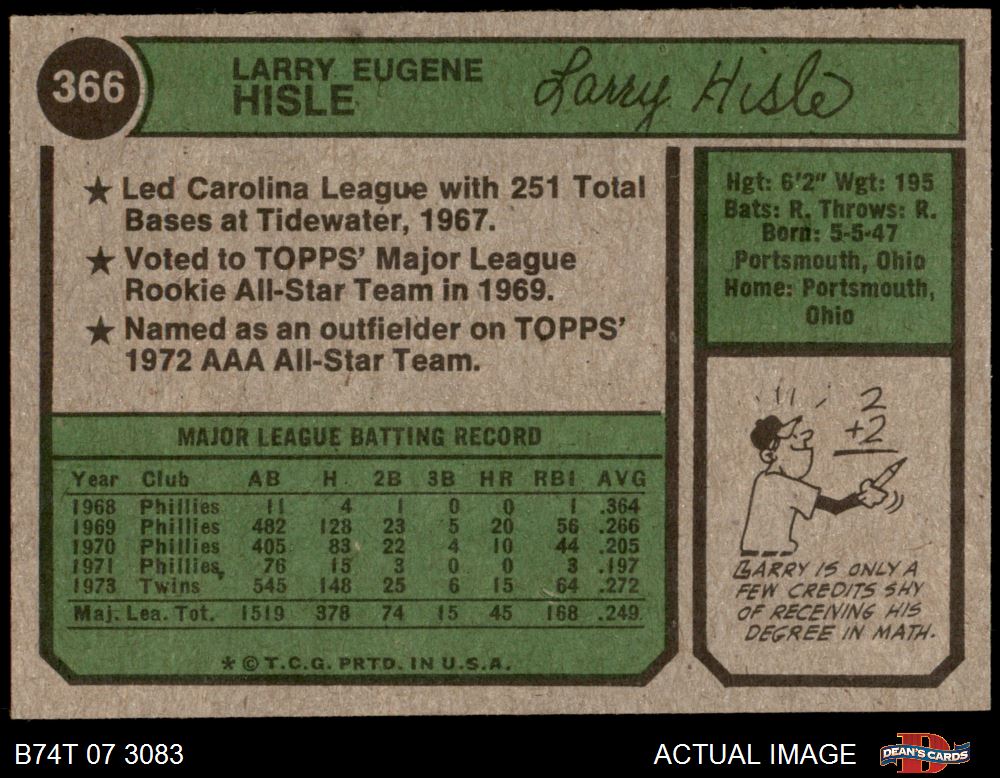 366
LARRY EUGENE
HISLE
Larry Hisle
★ Led Carolina League with 251 Total
Bases at Tidewater, 1967.
★ Voted to TOPPS' Major League
Rookie All-Star Team in 1969.
★ Named as an outfielder on TOPPS'
1972 AAA All-Star Team.
MAJOR LEAGUE BATTING RECORD
Year Club AB H 2B 3B HR RBI AVG
1968 Phillies 11 4 1 0 0 1 .364
1969 Phillies 482 128 23 5 20 56 .266
1970 Phillies 405 83 22 4 10 44 .205
1971 Phillies 76 15 3 0 0 3 .197
1973 Twins 545 148 25 6 15 64 .272
Maj. Lea. Tot. 1519 378 74 15 45 168 .249
* © T.C.G. PRTD. IN U.S.A.
Hgt: 6'2" Wgt: 195
Bats: R. Throws: R.
Born: 5-5-47
Portsmouth, Ohio
Home: Portsmouth,
Ohio
2
+2
LARRY IS ONLY A
FEW CREDITS SHY
OF RECEIVING HIS
DEGREE IN MATH.
B74T 07 3083
ACTUAL IMAGE
DEAN'S CARDS